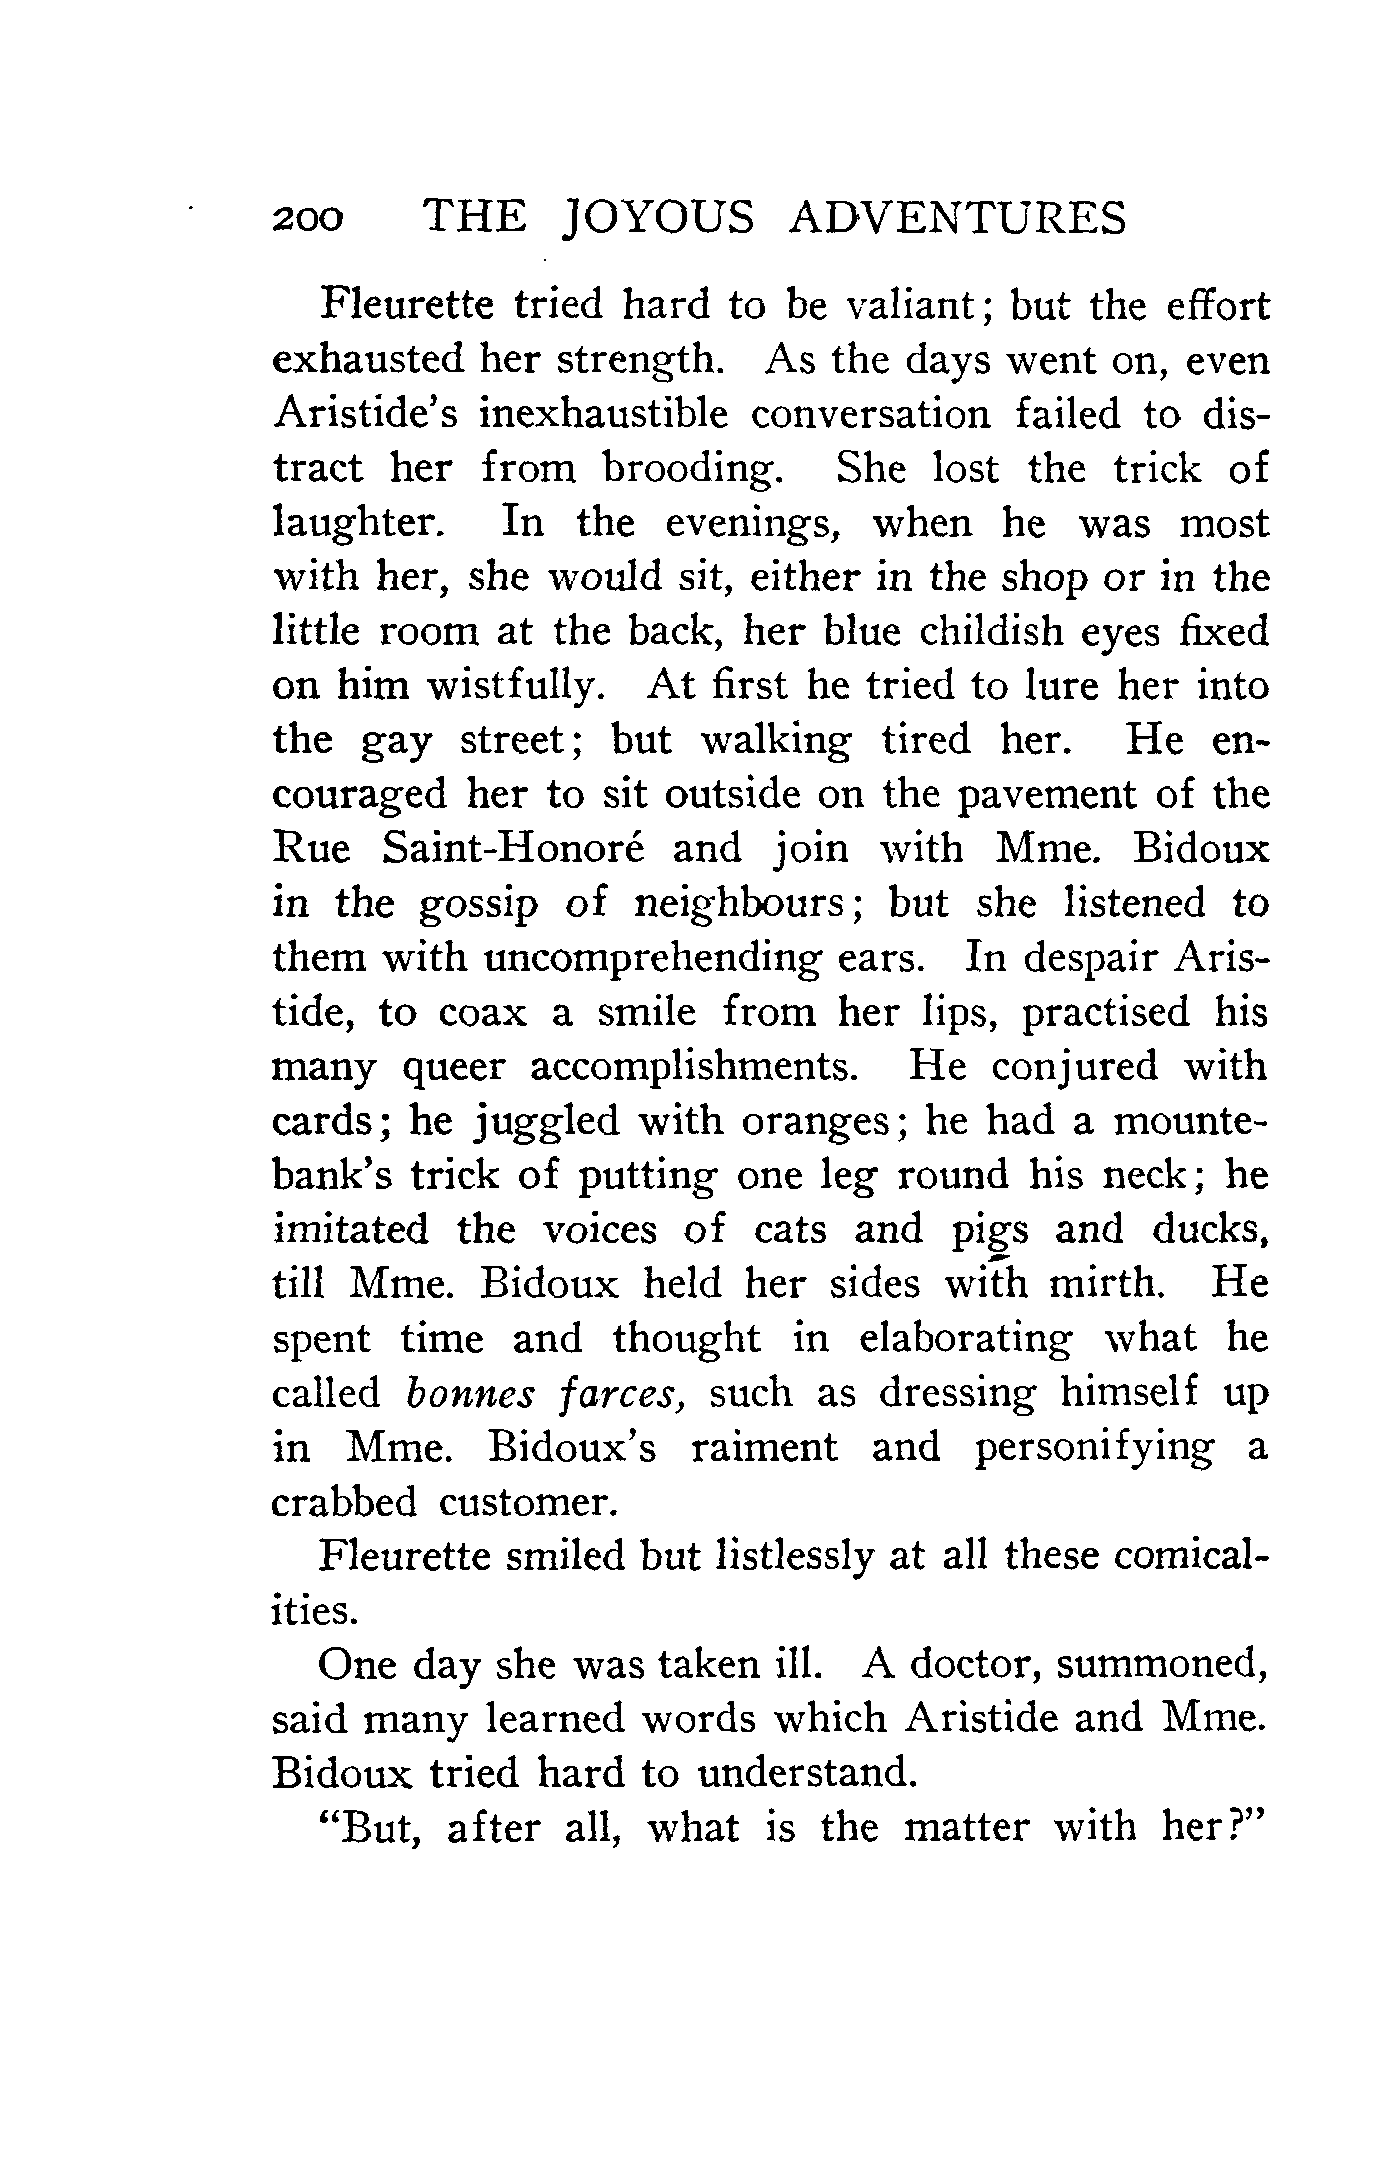 200 THE JOYOUS ADVENTURES
Fleurette tried hard to be valiant; but the effort
exhausted her strength. As the days went on, even
Aristide's inexhaustible conversation failed to dis-
tract her from brooding. She lost the trick of
laughter. In the evenings, when he was most
with her, she would sit, either in the shop or in the
little room at the back, her blue childish eyes fixed
on him wistfully. At first he tried to lure her into
the gay street; but walking tired her. He en-
couraged her to sit outside on the pavement of the
Rue Saint-Honoré and join with Mme. Bidoux
in the gossip of neighbours; but she listened to
them with uncomprehending ears. In despair Aris-
tide, to coax a smile from her lips, practised his
many queer accomplishments. He conjured with
cards; he juggled with oranges; he had a mounte-
bank's trick of putting one leg round his neck; he
imitated the voices of cats and pigs and ducks,
till Mme. Bidoux held her sides with mirth. He
spent time and thought in elaborating what he
called bonnes farces, such as dressing himself up
in Mme. Bidoux's raiment and personifying a
crabbed customer.
Fleurette smiled but listlessly at all these comical-
ities.
One day she was taken ill. A doctor, summoned,
said many learned words which Aristide and Mme.
Bidoux tried hard to understand.
"But, after all, what is the matter with her?"